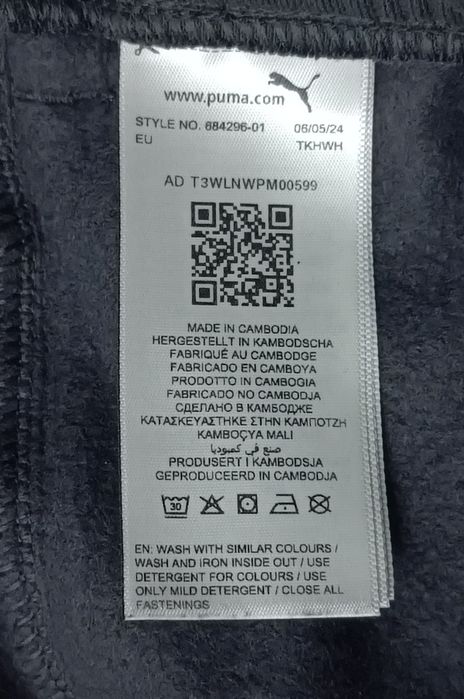 www.puma.com
STYLE NO. 684296-01 06/05/24
EU TKHWH
AD T3WLNWPM00599
MADE IN CAMBODIA
HERGESTELLT IN KAMBODSCHA
FABRIQUÉ AU CAMBODGE
FABRICADO EN CAMBOYA
PRODOTTO IN CAMBOGIA
FABRICADO NO CAMBODJA
СДЕЛАНО В КАМБОДЖЕ
ΚΑΤΑΣΚΕΥΑΣΤΗΚΕ ΣΤΗΝ ΚΑΜΠΟΤΖΗ
KAMBOÇYA MALI
صنع في كمبوديا
PRODUSERT I KAMBODSJA
GEPRODUCEERD IN CAMBODJA
30
EN: WASH WITH SIMILAR COLOURS /
WASH AND IRON INSIDE OUT / USE
DETERGENT FOR COLOURS / USE
ONLY MILD DETERGENT / CLOSE ALL
FASTENINGS